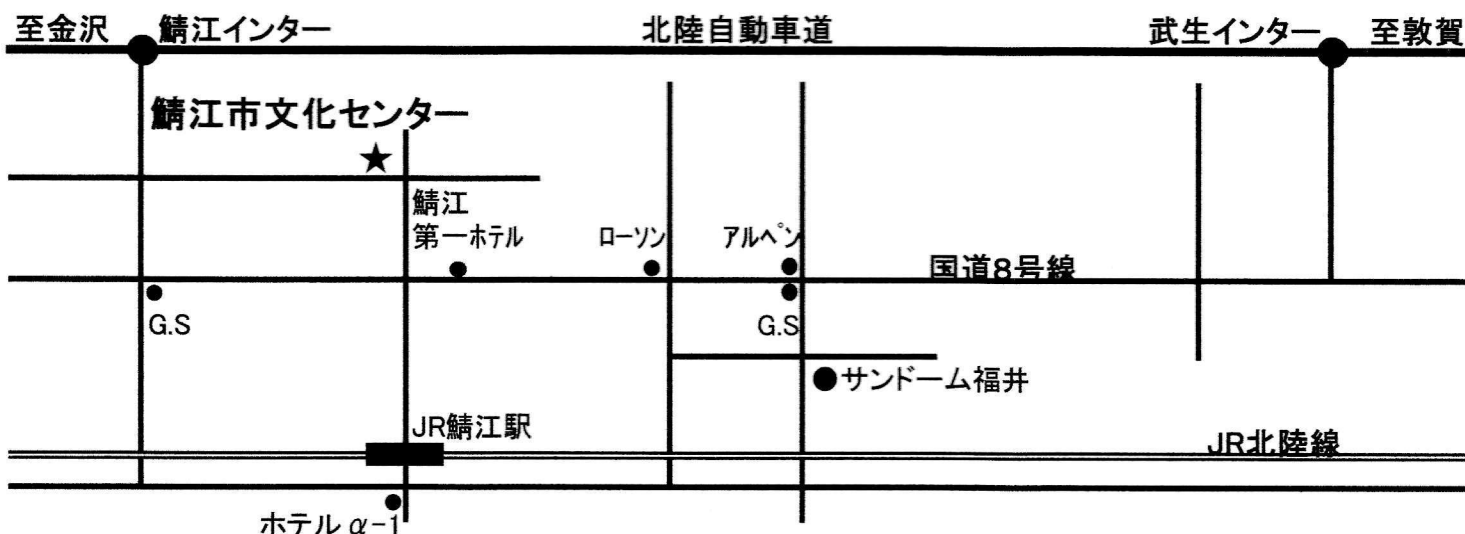 至金沢
鯖江インター
北陸自動車道
武生インター
至敦賀
鯖江市文化センター
★
鯖江
第一ホテル
ローソン
アルペン
国道8号線
G.S
G.S
サンドーム福井
JR鯖江駅
JR北陸線
ホテルα-1